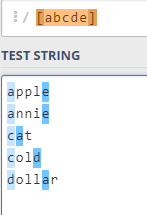 / [abcde]
TEST STRING
apple
annie
cat
cold
dollar